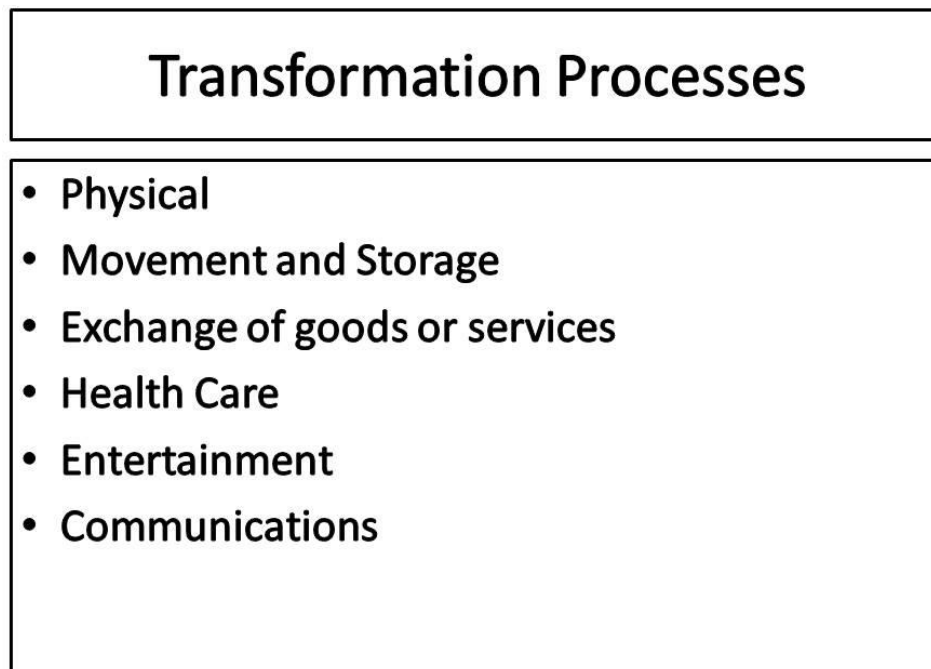 Transformation Processes
• Physical
• Movement and Storage
• Exchange of goods or services
• Health Care
• Entertainment
• Communications